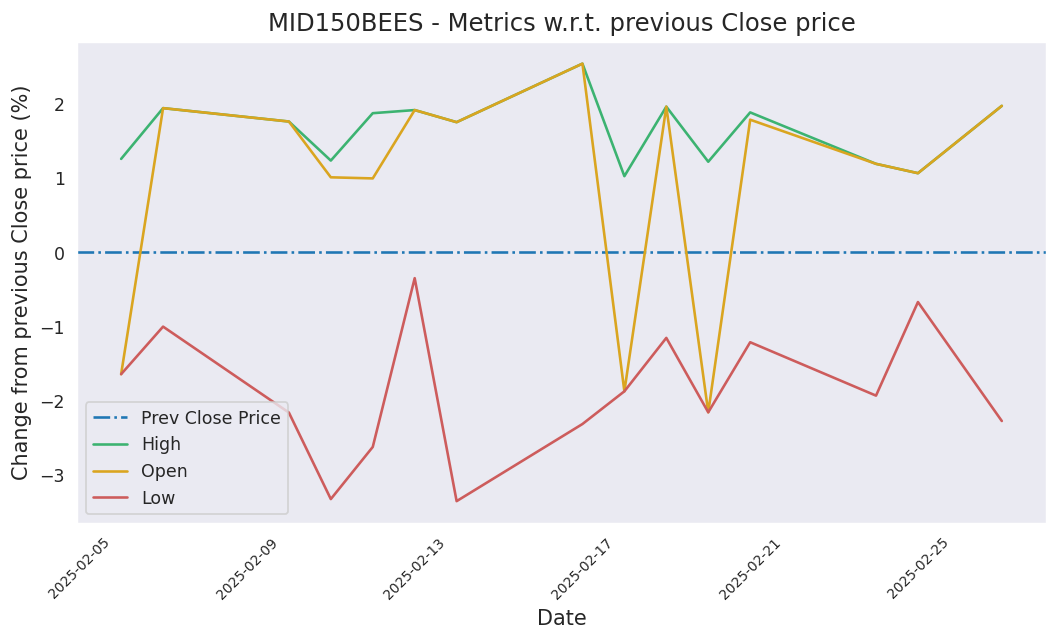 MID150BEES - Metrics w.r.t. previous Close price
Change from previous Close price (%)
2
1
0
−1
−2
−3
Prev Close Price
High
Open
Low
2025-02-05
2025-02-09
2025-02-13
2025-02-17
2025-02-21
2025-02-25
Date